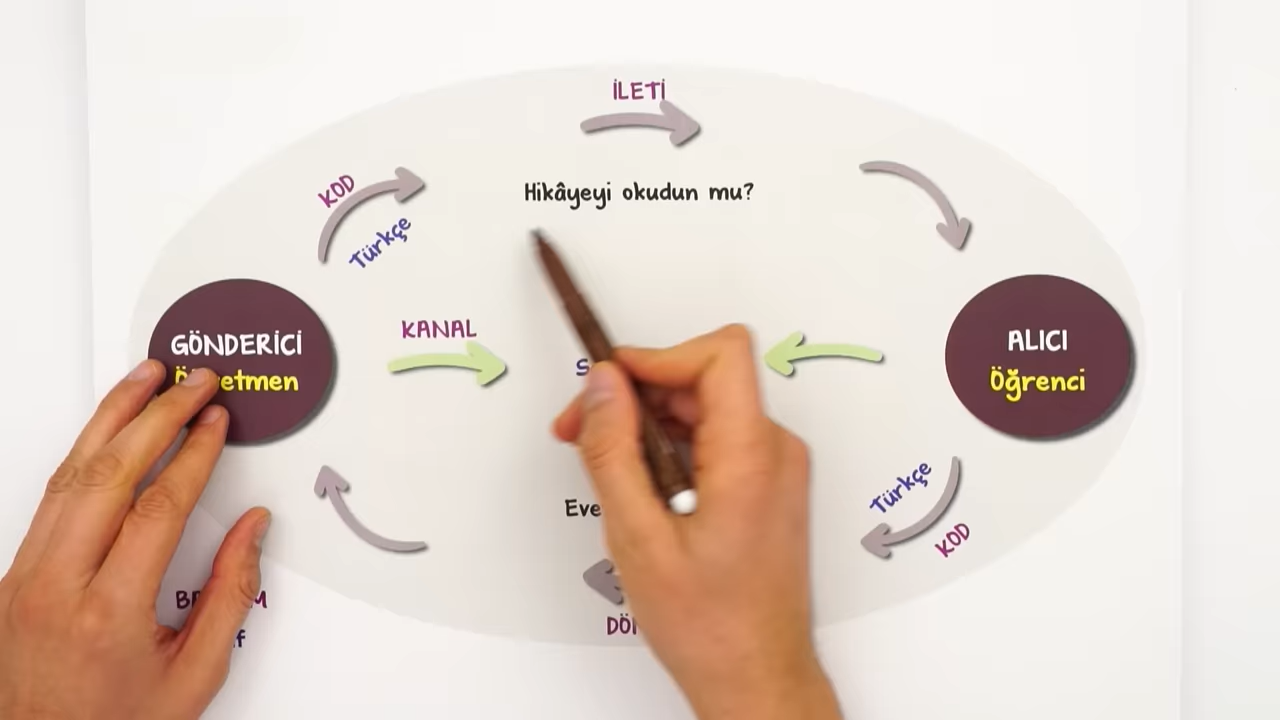 İLETİ
KOD
Türkçe
Hikâyeyi okudun mu?
GÖNDERİCİ
KANAL
ALICI
Öğrenci
Türkçe
KOD